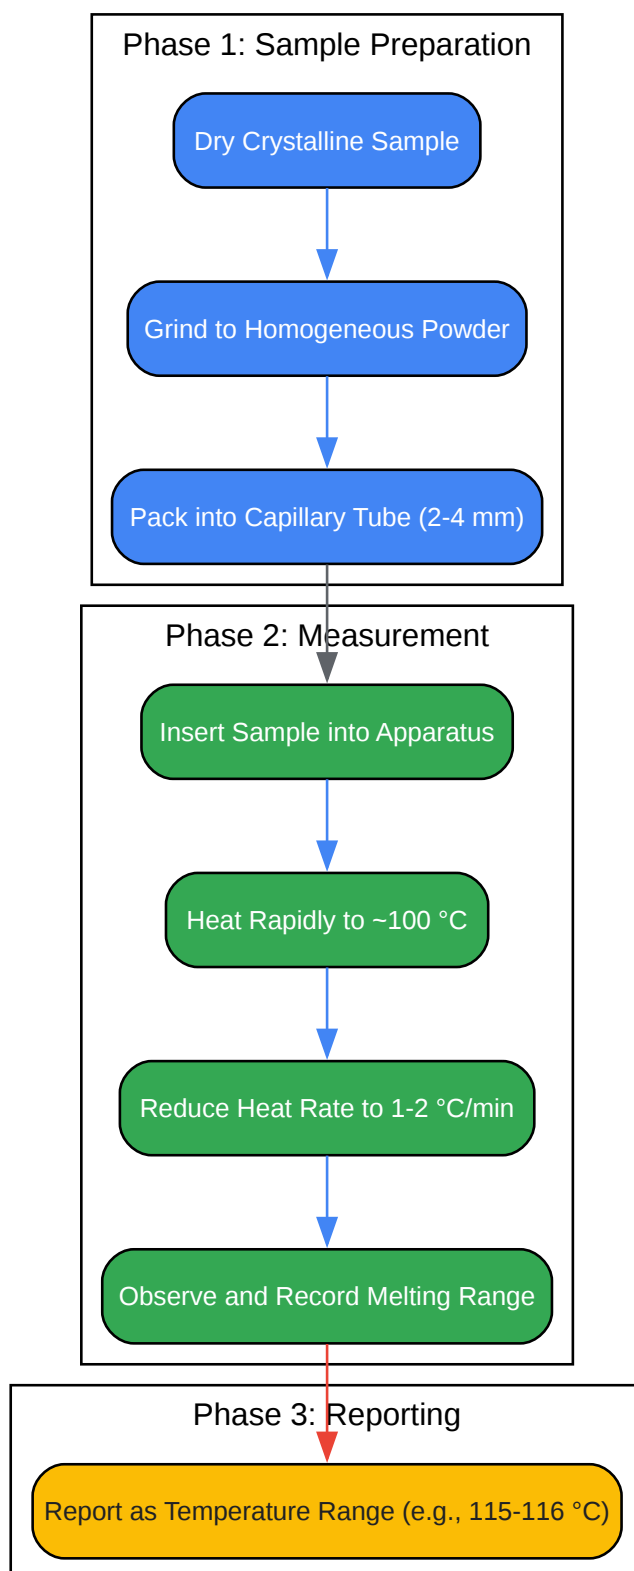 Phase 1: Sample Preparation
Dry Crystalline Sample
Grind to Homogeneous Powder
Pack into Capillary Tube (2-4 mm)
Phase 2: Measurement
Insert Sample into Apparatus
Heat Rapidly to ~100 °C
Reduce Heat Rate to 1-2 °C/min
Observe and Record Melting Range
Phase 3: Reporting
Report as Temperature Range (e.g., 115-116 °C)